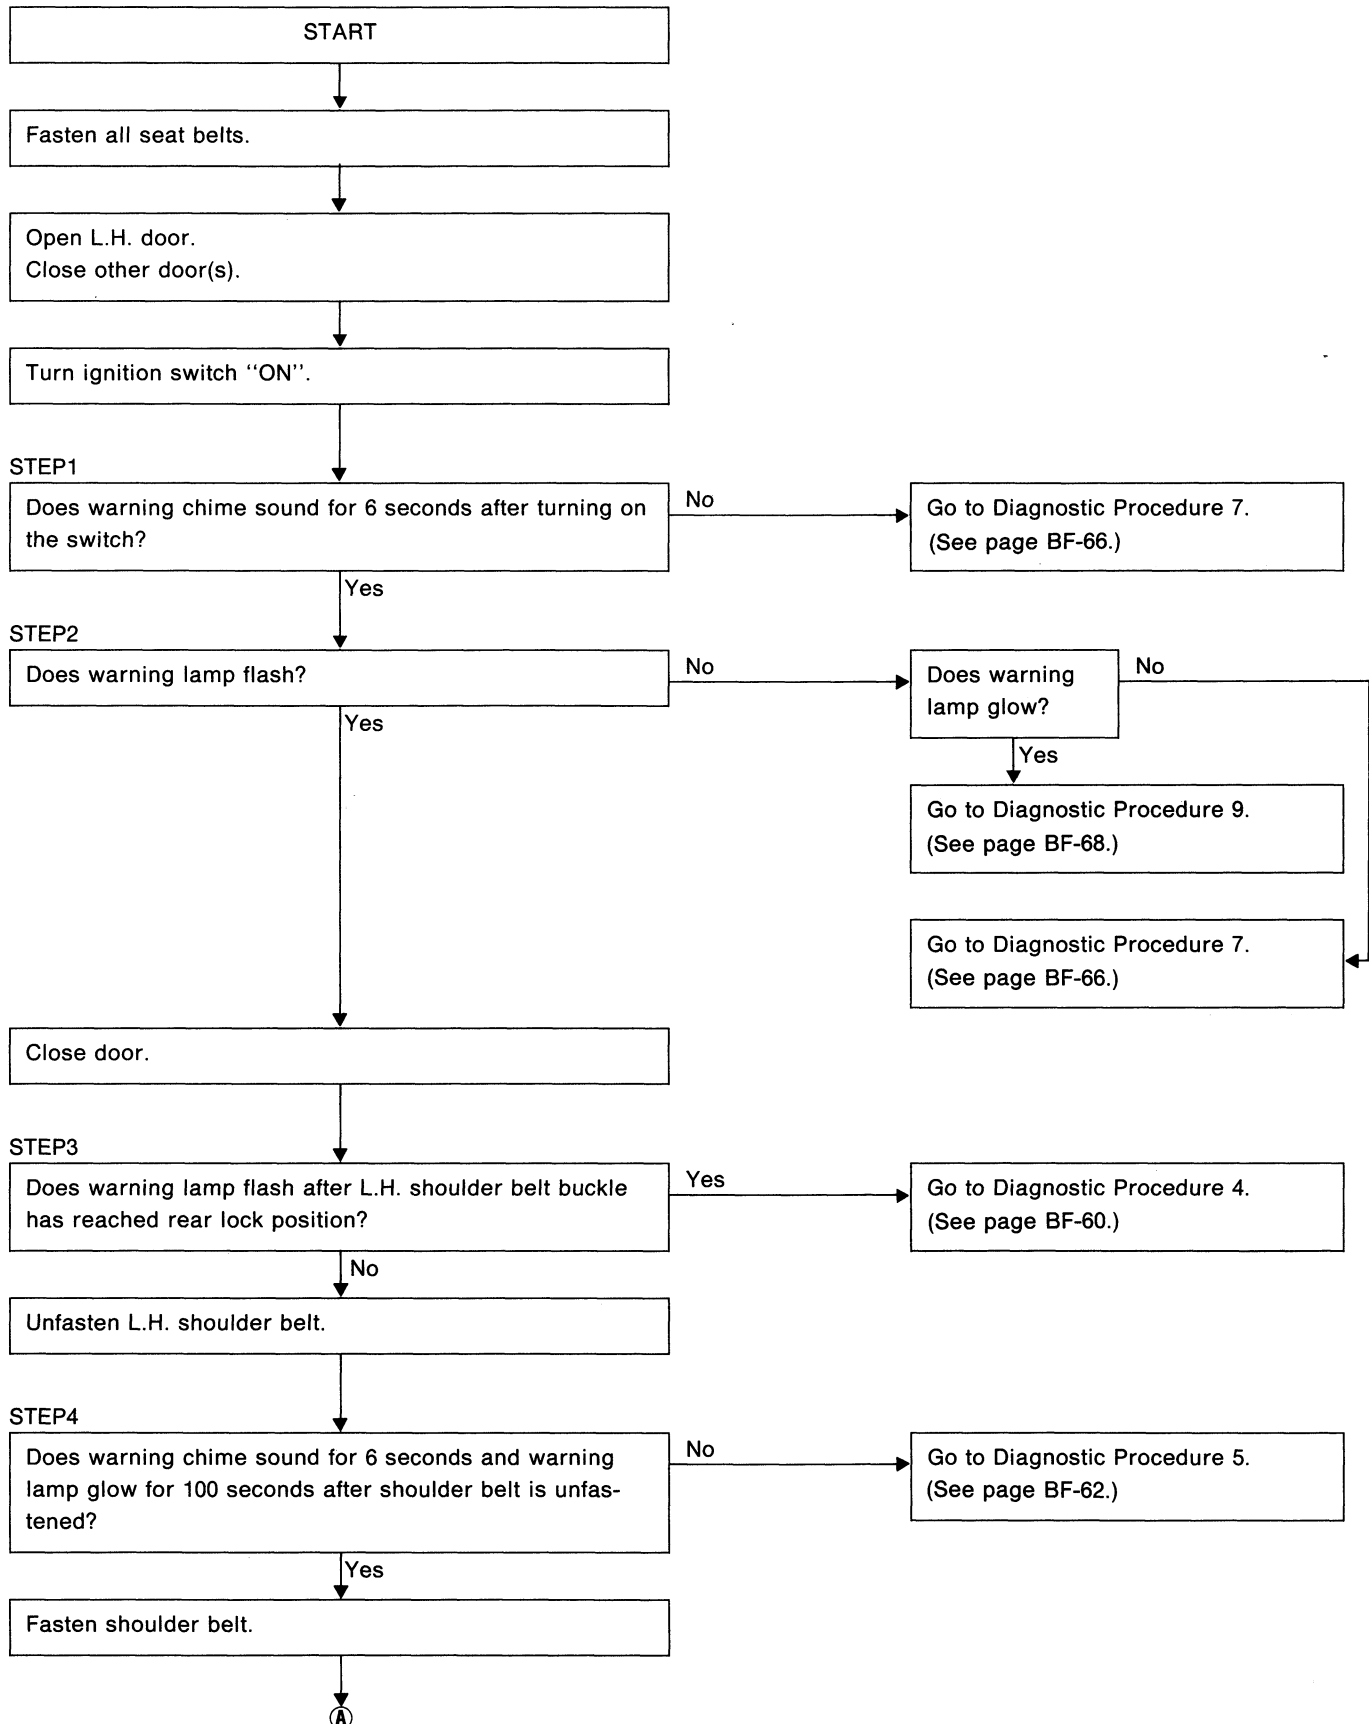 START
Fasten all seat belts.
Open L.H. door.
Close other door(s).
Turn ignition switch ‘‘ON’’.
STEP1
Does warning chime sound for 6 seconds after turning on
the switch?
No
Go to Diagnostic Procedure 7.
(See page BF-66.)
Yes
STEP2
Does warning lamp flash?
No
Does warning
lamp glow?
No
Yes
Yes
Go to Diagnostic Procedure 9.
(See page BF-68.)
Go to Diagnostic Procedure 7.
(See page BF-66.)
Close door.
STEP3
Does warning lamp flash after L.H. shoulder belt buckle
has reached rear lock position?
Yes
Go to Diagnostic Procedure 4.
(See page BF-60.)
No
Unfasten L.H. shoulder belt.
STEP4
Does warning chime sound for 6 seconds and warning
lamp glow for 100 seconds after shoulder belt is unfas-
tened?
No
Go to Diagnostic Procedure 5.
(See page BF-62.)
Yes
Fasten shoulder belt.
Ⓐ